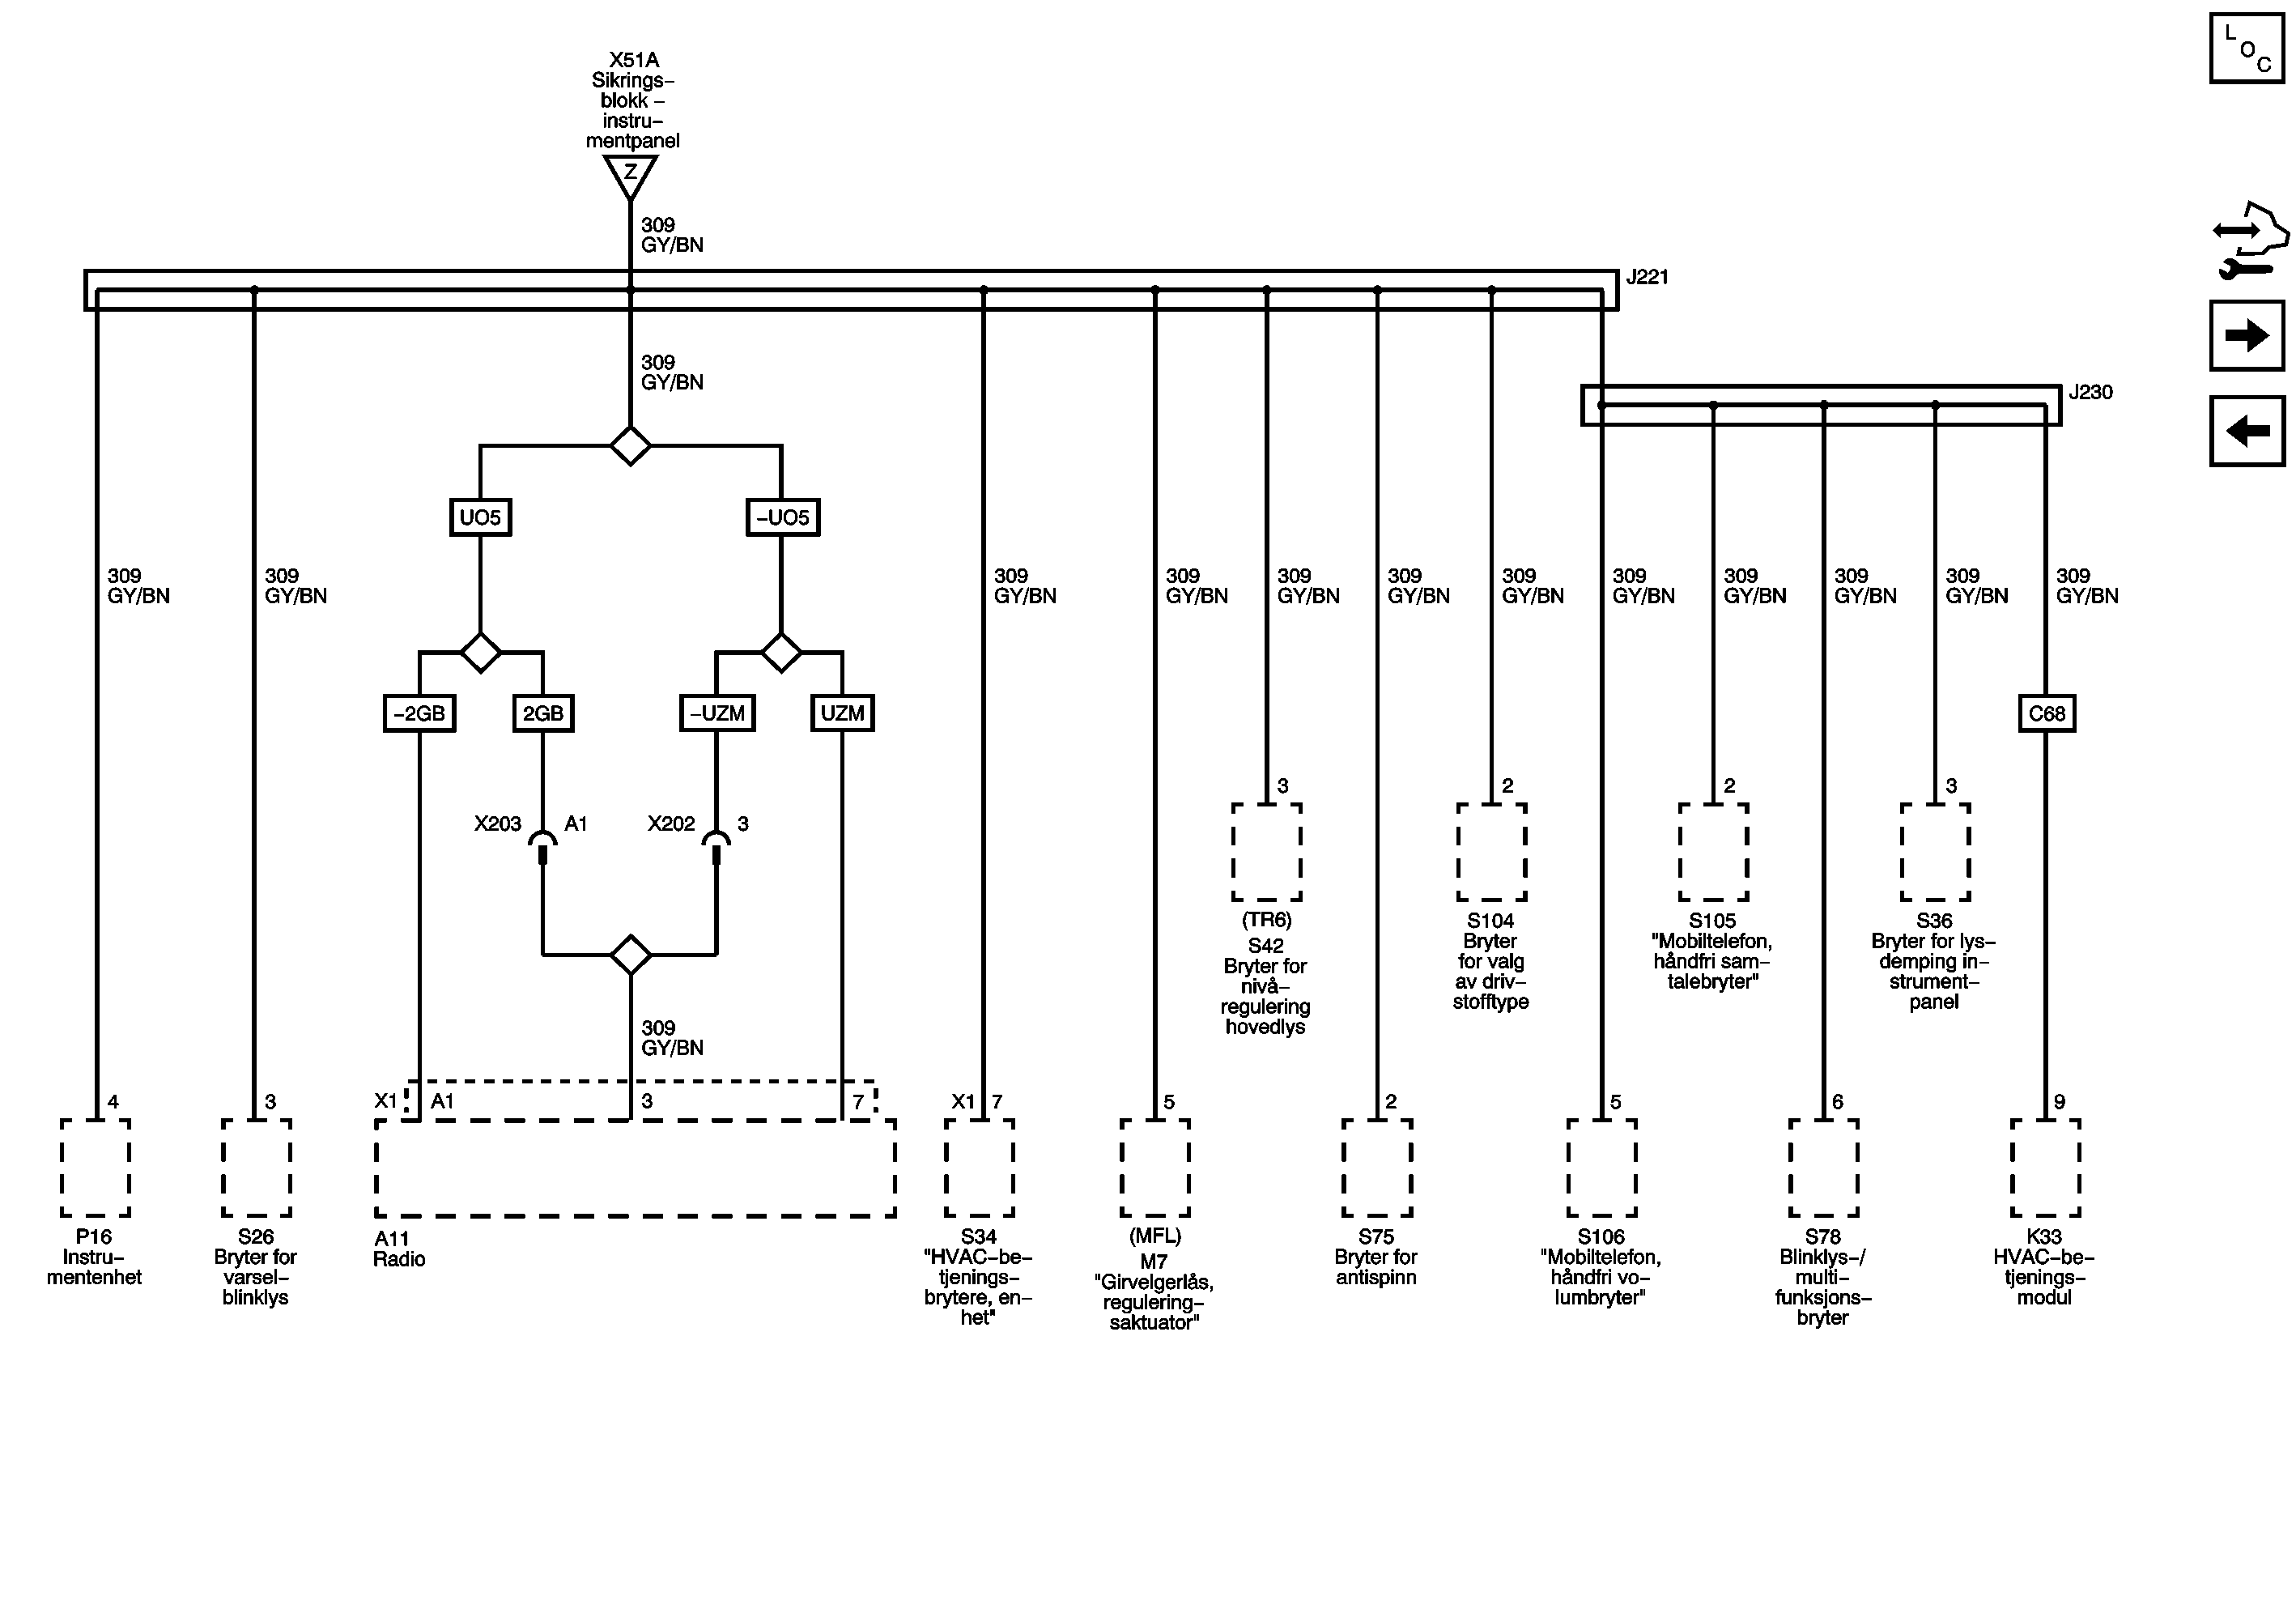 L
O
C
X51A
Sikrings–
blokk –
instru–
mentpanel
Z
309
GY/BN
J221
309
GY/BN
J230
UO5
–UO5
309
GY/BN
309
GY/BN
309
GY/BN
309
GY/BN
309
GY/BN
309
GY/BN
309
GY/BN
309
GY/BN
309
GY/BN
309
GY/BN
309
GY/BN
309
GY/BN
–2GB
2GB
–UZM
UZM
C68
X203
A1
X202
3
3
2
2
3
(TR6)
S42
Bryter for
nivå–
regulering
hovedlys
S104
Bryter
for valg
av driv–
stofftype
S105
"Mobiltelefon,
håndfri sam–
talebryter"
S36
Bryter for lys–
demping in–
strument–
panel
309
GY/BN
4
3
X1
A1
3
7
X1
7
5
2
5
6
9
P16
Instru–
mentenhet
S26
Bryter for
varsel–
blinklys
A11
Radio
S34
"HVAC–be–
tjenings–
brytere, en–
het"
(MFL)
M7
"Girvelgerlås,
regulering–
saktuator"
S75
Bryter for
antispinn
S106
"Mobiltelefon,
håndfri vo–
lumbryter"
S78
Blinklys–/
multi–
funksjons–
bryter
K33
HVAC–be–
tjenings–
modul